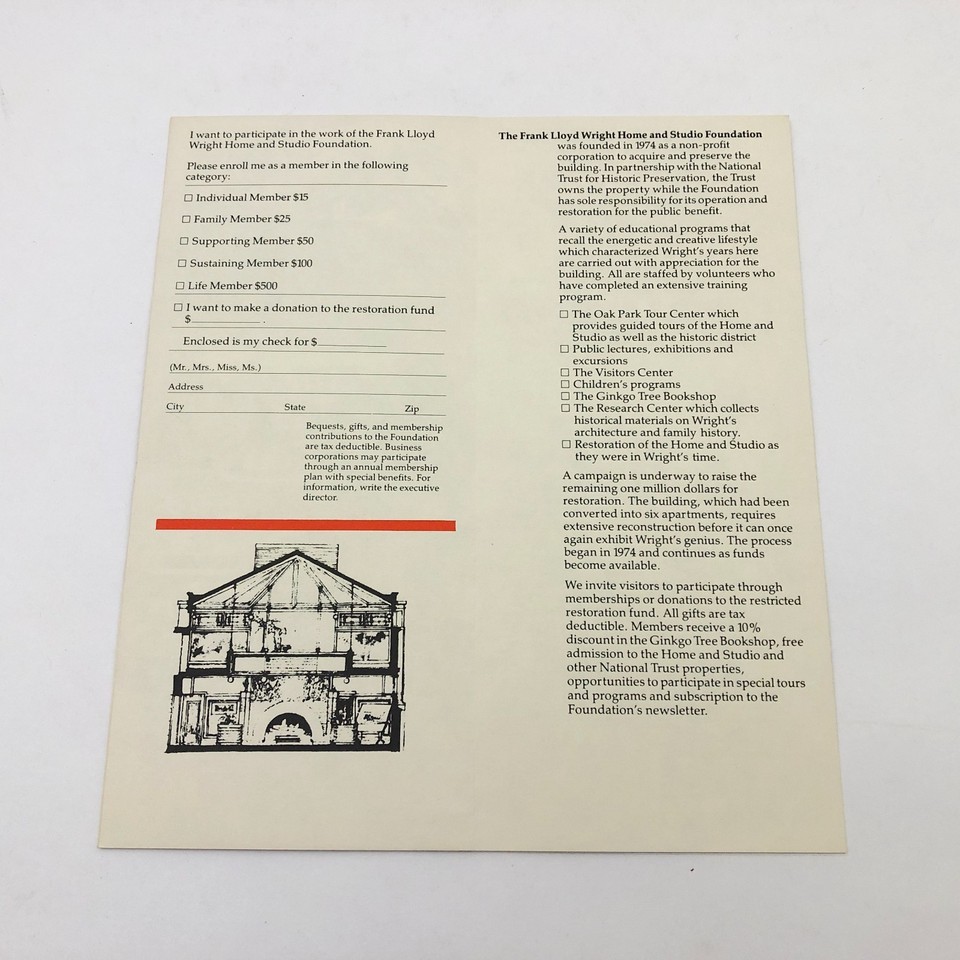 I want to participate in the work of the Frank Lloyd
Wright Home and Studio Foundation.
Please enroll me as a member in the following
category:
☐ Individual Member $15
☐ Family Member $25
☐ Supporting Member $50
☐ Sustaining Member $100
☐ Life Member $500
☐ I want to make a donation to the restoration fund
$____________ .
Enclosed is my check for $____________
(Mr., Mrs., Miss, Ms.)
Address
City State Zip
Bequests, gifts, and membership
contributions to the Foundation
are tax deductible. Business
corporations may participate
through an annual membership
plan with special benefits. For
information, write the executive
director.
The Frank Lloyd Wright Home and Studio Foundation
was founded in 1974 as a non-profit
corporation to acquire and preserve the
building. In partnership with the National
Trust for Historic Preservation, the Trust
owns the property while the Foundation
has sole responsibility for its operation and
restoration for the public benefit.
A variety of educational programs that
recall the energetic and creative lifestyle
which characterized Wright's years here
are carried out with appreciation for the
building. All are staffed by volunteers who
have completed an extensive training
program.
☐ The Oak Park Tour Center which
provides guided tours of the Home and
Studio as well as the historic district
☐ Public lectures, exhibitions and
excursions
☐ The Visitors Center
☐ Children's programs
☐ The Ginkgo Tree Bookshop
☐ The Research Center which collects
historical materials on Wright's
architecture and family history.
☐ Restoration of the Home and Studio as
they were in Wright's time.
A campaign is underway to raise the
remaining one million dollars for
restoration. The building, which had been
converted into six apartments, requires
extensive reconstruction before it can once
again exhibit Wright's genius. The process
began in 1974 and continues as funds
become available.
We invite visitors to participate through
memberships or donations to the restricted
restoration fund. All gifts are tax
deductible. Members receive a 10%
discount in the Ginkgo Tree Bookshop, free
admission to the Home and Studio and
other National Trust properties,
opportunities to participate in special tours
and programs and subscription to the
Foundation's newsletter.